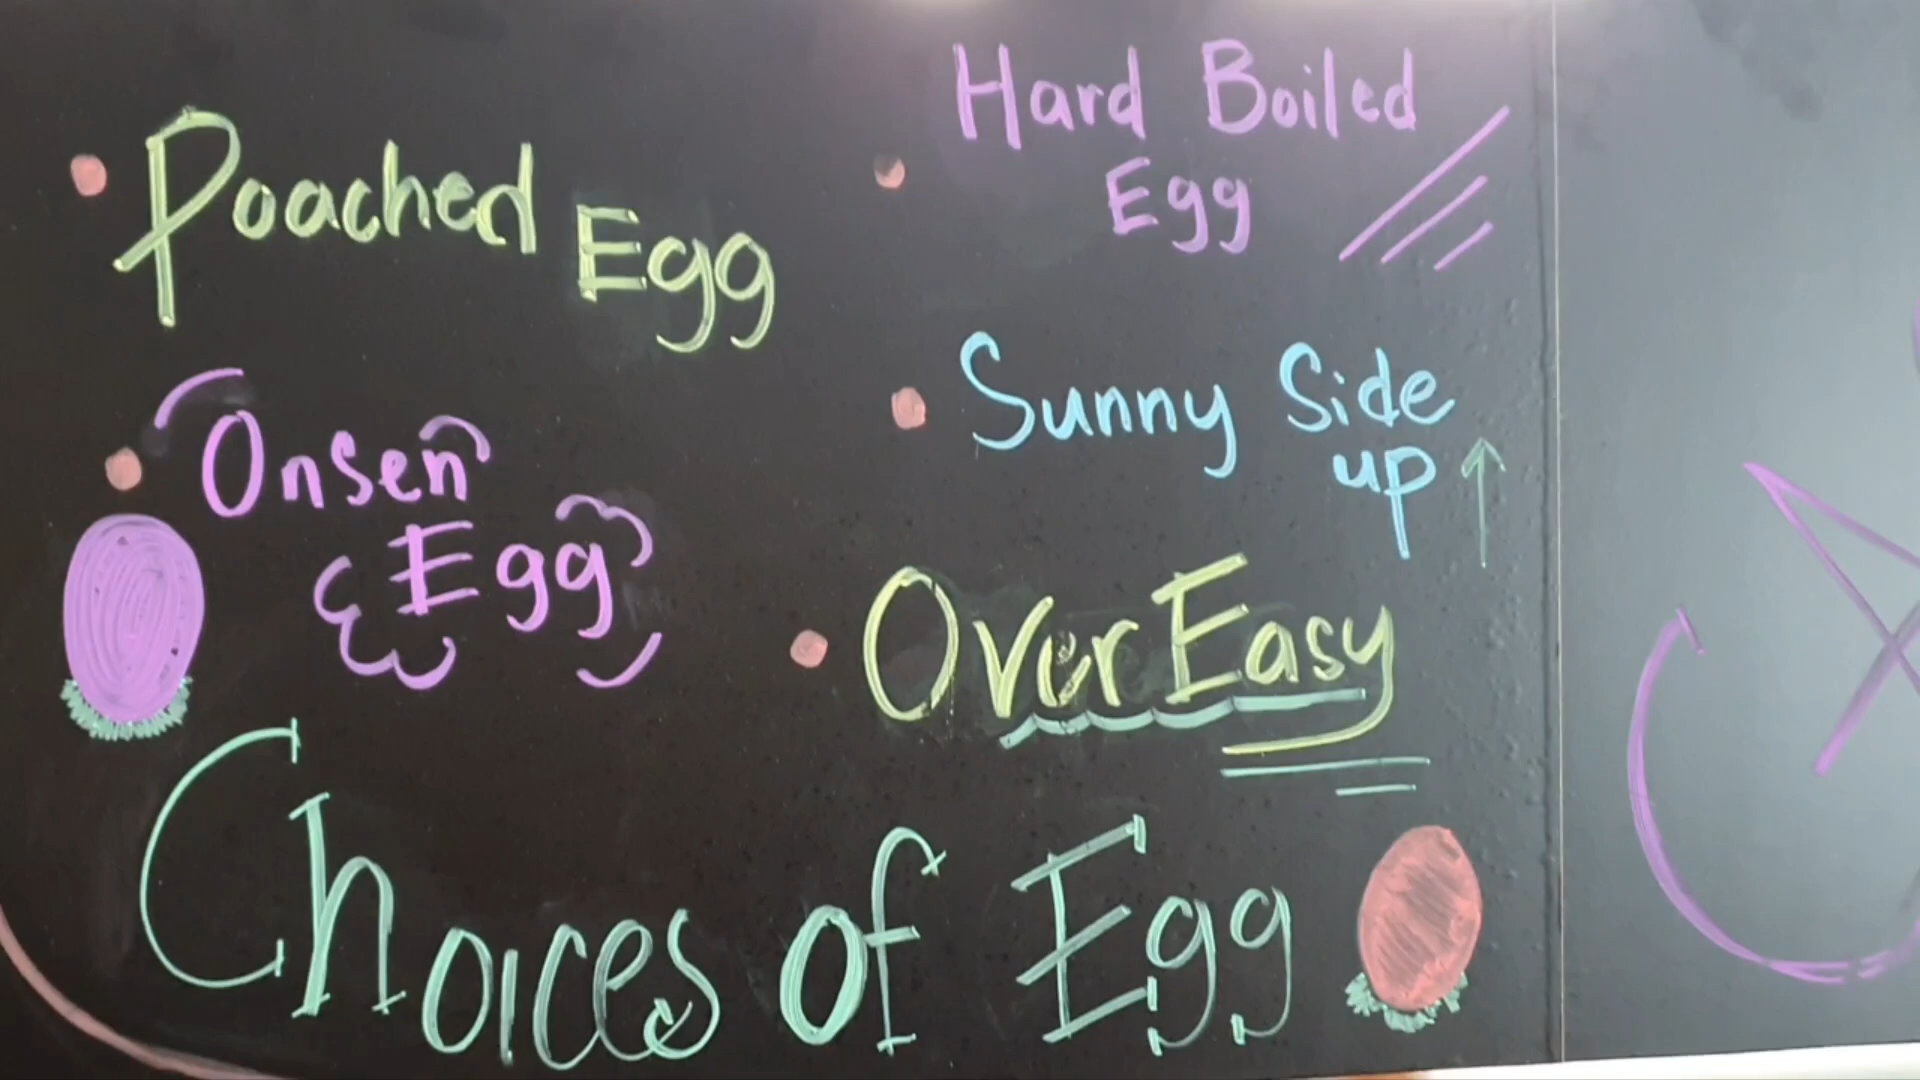 Poached Egg
Onsen
Egg
Hard Boiled
Egg
Sunny Side
up
Over Easy
Choices of Egg